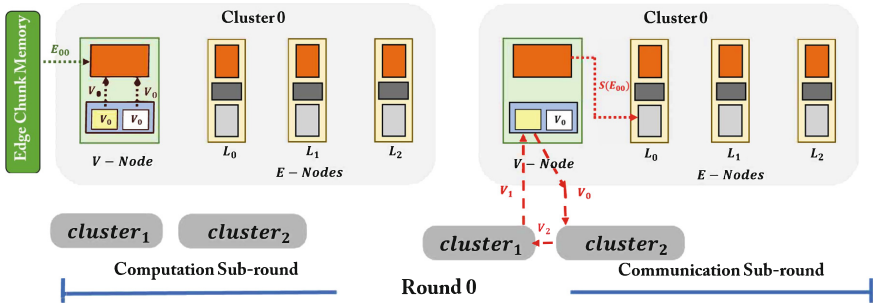 Edge Chunk Memory
Cluster 0
E₀₀
V₀ V₀
V₀ V₀
V – Node
L₀ L₁ L₂
E – Nodes
cluster₁ cluster₂
Computation Sub-round
Cluster 0
S(E₀₀)
V₀
V – Node
L₀ L₁ L₂
E – Nodes
V₁ V₀
V₂
cluster₁ cluster₂
Communication Sub-round
Round 0